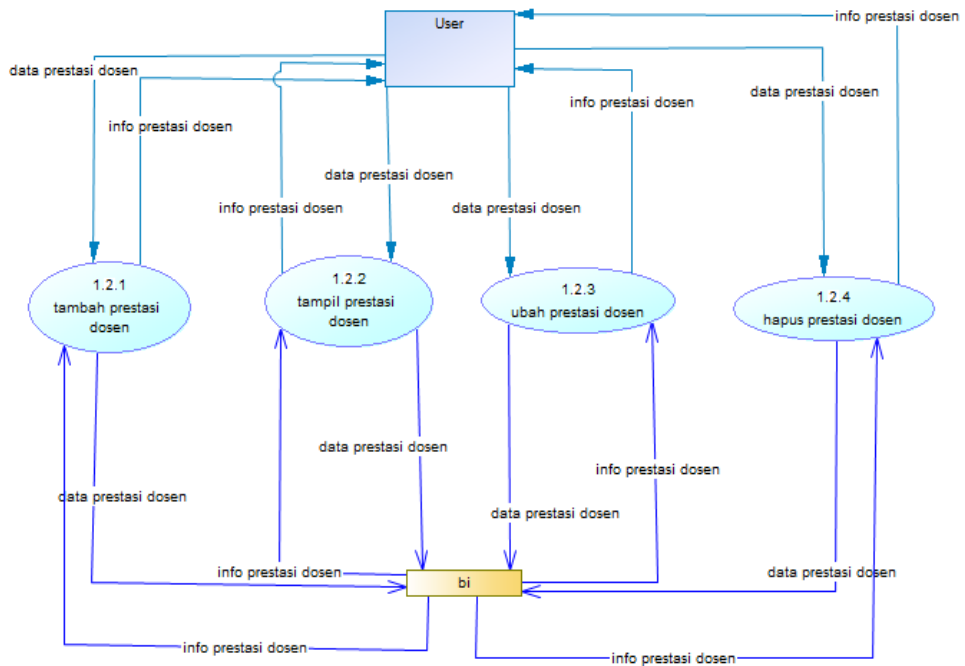 User
info prestasi dosen
data prestasi dosen
info prestasi dosen
data prestasi dosen
info prestasi dosen
data prestasi dosen
info prestasi dosen
data prestasi dosen
1.2.1
tambah prestasi
dosen
1.2.2
tampil prestasi
dosen
1.2.3
ubah prestasi dosen
1.2.4
hapus prestasi dosen
data prestasi dosen
info prestasi dosen
data prestasi dosen
data prestasi dosen
info prestasi dosen
data prestasi dosen
bi
info prestasi dosen
info prestasi dosen